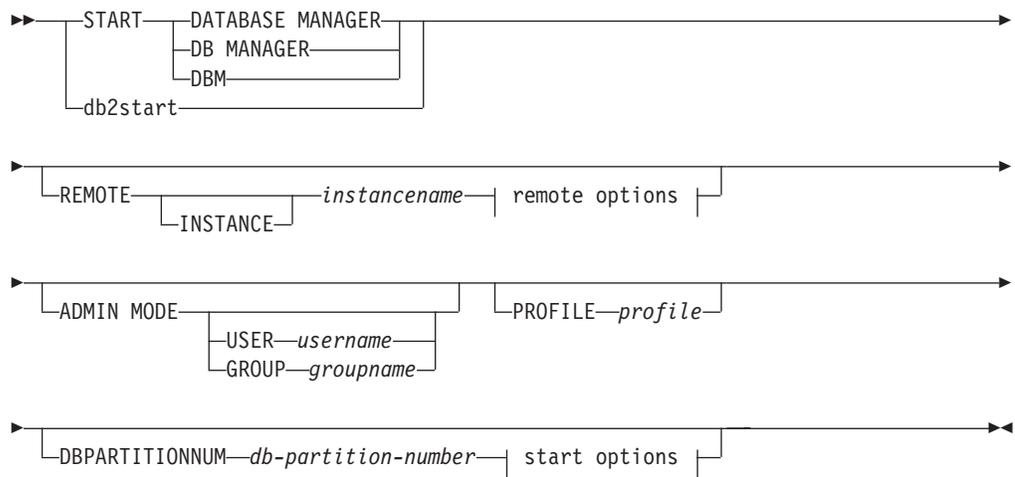 START DATABASE MANAGER
DB MANAGER
DBM
db2start
REMOTE instancename remote options
INSTANCE
ADMIN MODE PROFILE profile
USER username
GROUP groupname
DBPARTITIONNUM db-partition-number start options